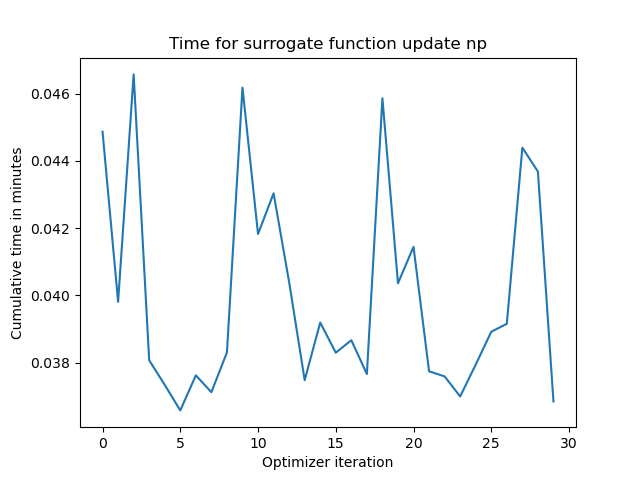 Time for surrogate function update np
Cumulative time in minutes
0.046
0.044
0.042
0.040
0.038
0 5 10 15 20 25 30
Optimizer iteration